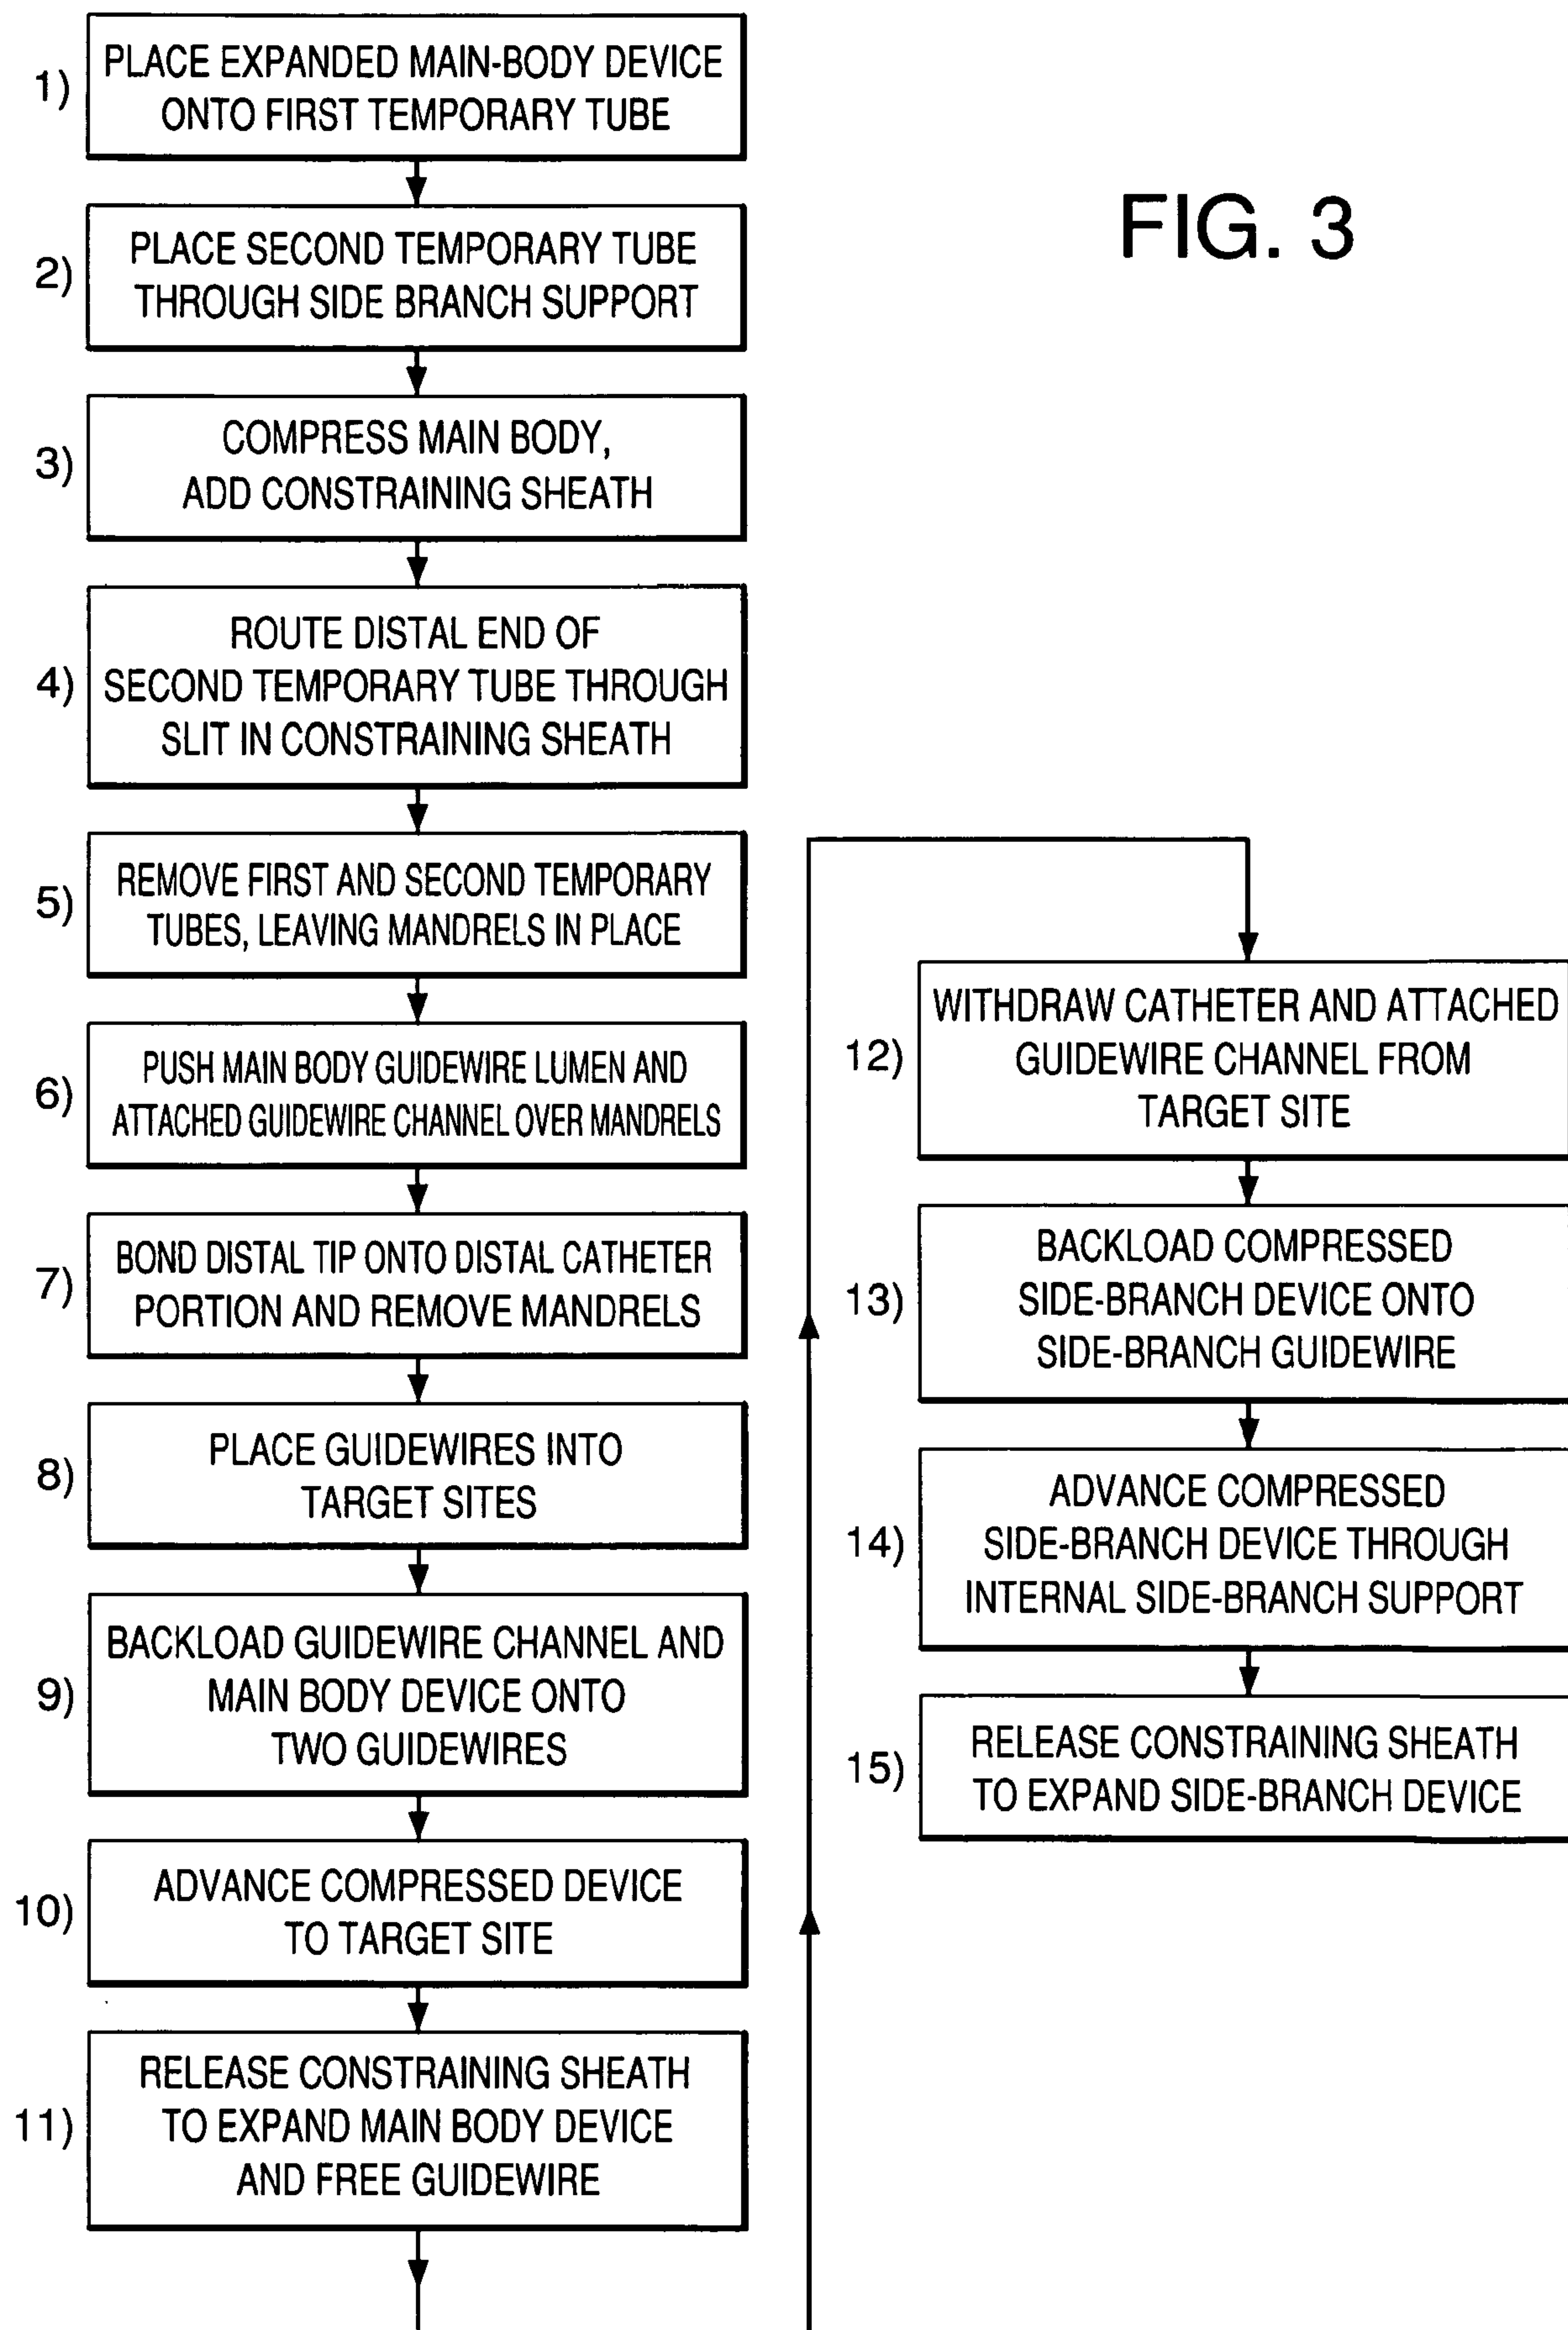 FIG. 3
1)
PLACE EXPANDED MAIN-BODY DEVICE
ONTO FIRST TEMPORARY TUBE
2)
PLACE SECOND TEMPORARY TUBE
THROUGH SIDE BRANCH SUPPORT
3)
COMPRESS MAIN BODY,
ADD CONSTRAINING SHEATH
4)
ROUTE DISTAL END OF
SECOND TEMPORARY TUBE THROUGH
SLIT IN CONSTRAINING SHEATH
5)
REMOVE FIRST AND SECOND TEMPORARY
TUBES, LEAVING MANDRELS IN PLACE
6)
PUSH MAIN BODY GUIDEWIRE LUMEN AND
ATTACHED GUIDEWIRE CHANNEL OVER MANDRELS
7)
BOND DISTAL TIP ONTO DISTAL CATHETER
PORTION AND REMOVE MANDRELS
8)
PLACE GUIDEWIRES INTO
TARGET SITES
9)
BACKLOAD GUIDEWIRE CHANNEL AND
MAIN BODY DEVICE ONTO
TWO GUIDEWIRES
10)
ADVANCE COMPRESSED DEVICE
TO TARGET SITE
11)
RELEASE CONSTRAINING SHEATH
TO EXPAND MAIN BODY DEVICE
AND FREE GUIDEWIRE
12)
WITHDRAW CATHETER AND ATTACHED
GUIDEWIRE CHANNEL FROM
TARGET SITE
13)
BACKLOAD COMPRESSED
SIDE-BRANCH DEVICE ONTO
SIDE-BRANCH GUIDEWIRE
14)
ADVANCE COMPRESSED
SIDE-BRANCH DEVICE THROUGH
INTERNAL SIDE-BRANCH SUPPORT
15)
RELEASE CONSTRAINING SHEATH
TO EXPAND SIDE-BRANCH DEVICE